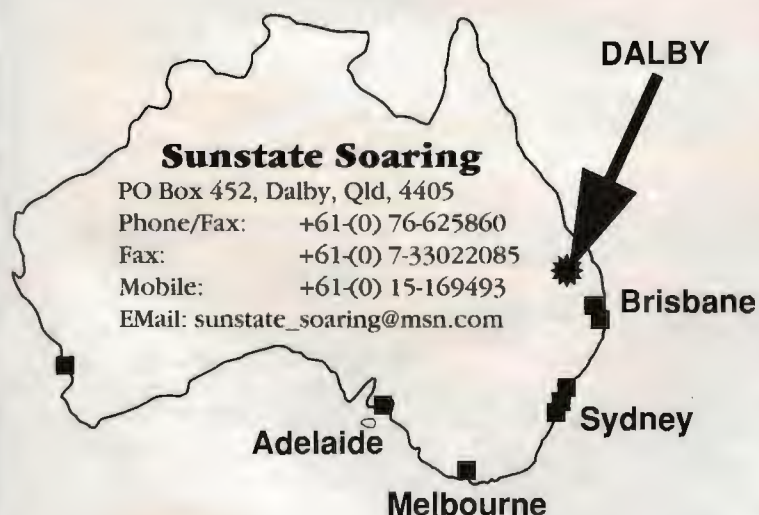 DALBY
Sunstate Soaring
PO Box 452, Dalby, Qld, 4405
Phone/Fax: +61-(0) 76-625860
Fax: +61-(0) 7-33022085
Mobile: +61-(0) 15-169493
EMail: sunstate_soaring@msn.com
Brisbane
Sydney
Adelaide
Melbourne